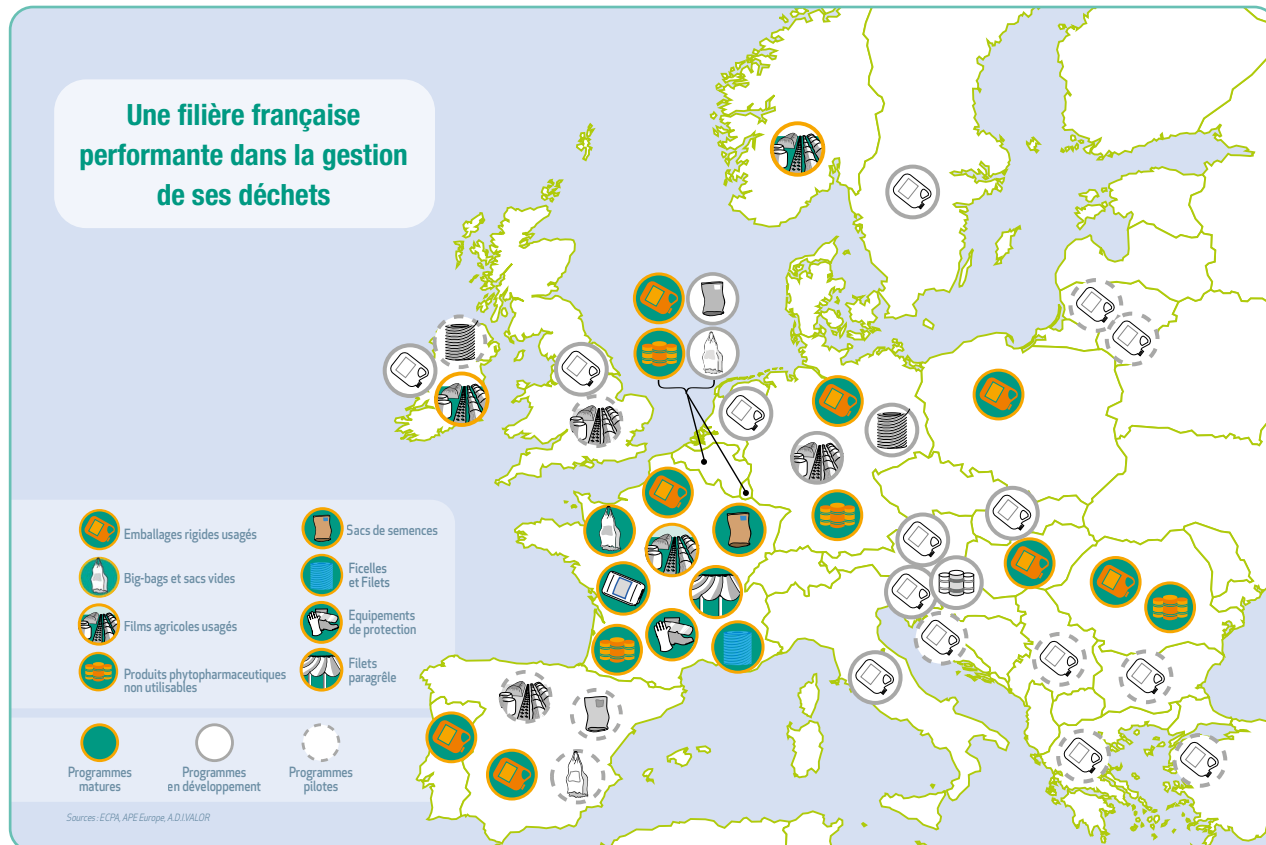 Une filière française
performante dans la gestion
de ses déchets
Emballages rigides usagés
Big-bags et sacs vides
Films agricoles usagés
Produits phytopharmaceutiques
non utilisables
Sacs de semences
Ficelles
et Filets
Equipements
de protection
Filets
paragrêle
Programmes
matures
Programmes
en développement
Programmes
pilotes
Sources : ECPA, APE Europe, A.D.I.VALOR